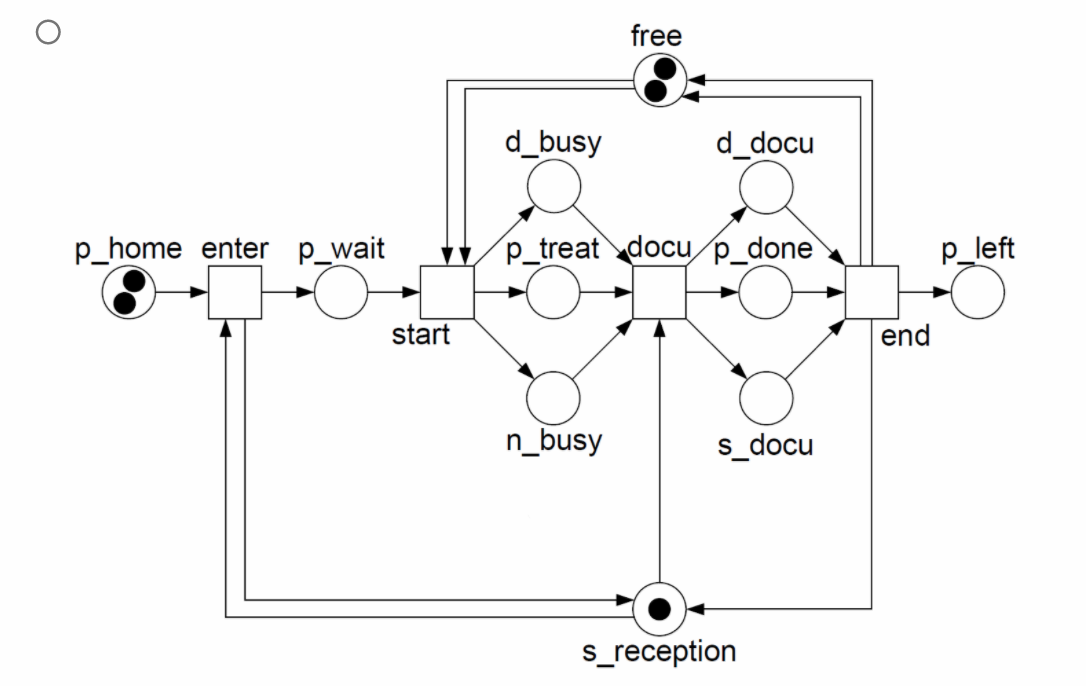 free
d_busy
d_docu
p_home
enter
p_wait
p_treat
docu
p_done
p_left
start
end
n_busy
s_docu
s_reception